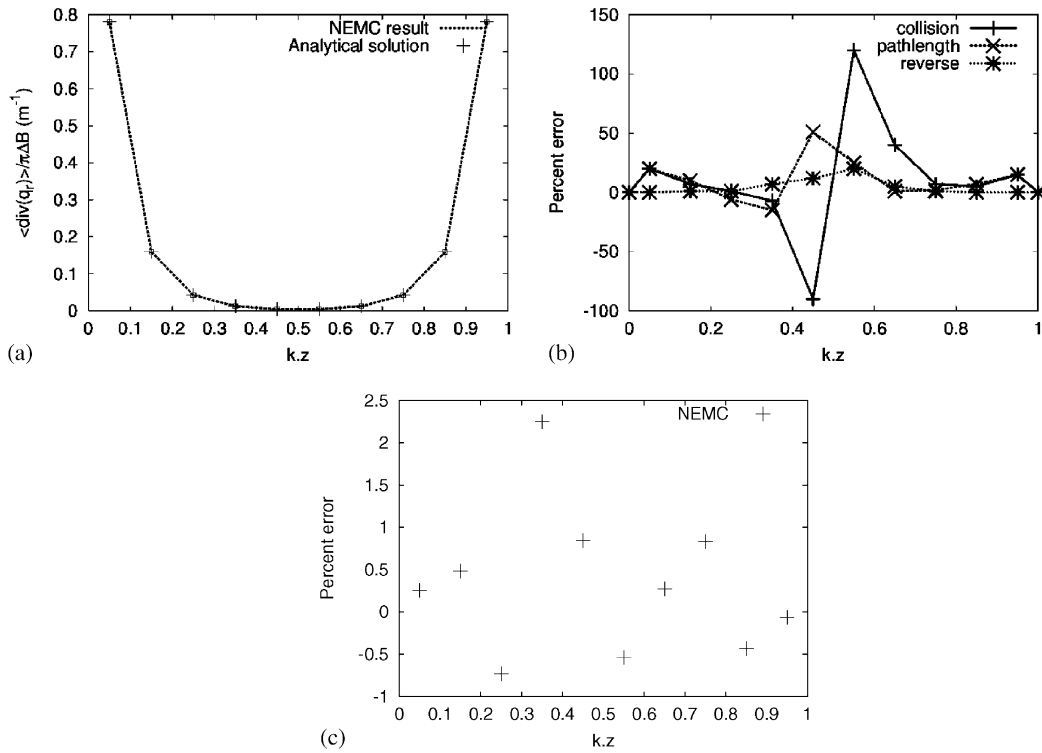 0.8
0.7
0.6
0.5
0.4
0.3
0.2
0.1
0
<div(q_r)>/πΔB (m^-1)
NEMC result
Analytical solution
0 0.1 0.2 0.3 0.4 0.5 0.6 0.7 0.8 0.9 1
k.z
(a)
150
100
50
0
-50
-100
Percent error
collision
pathlength
reverse
0 0.2 0.4 0.6 0.8 1
k.z
(b)
2.5
2
1.5
1
0.5
0
-0.5
-1
Percent error
NEMC
0 0.1 0.2 0.3 0.4 0.5 0.6 0.7 0.8 0.9 1
k.z
(c)